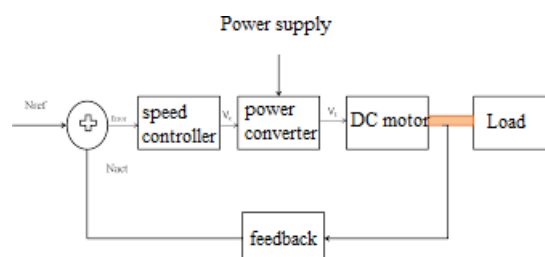 Power supply
Nref
Error
speed
controller
Vc
power
converter
Vt
DC motor
Load
Nact
feedback